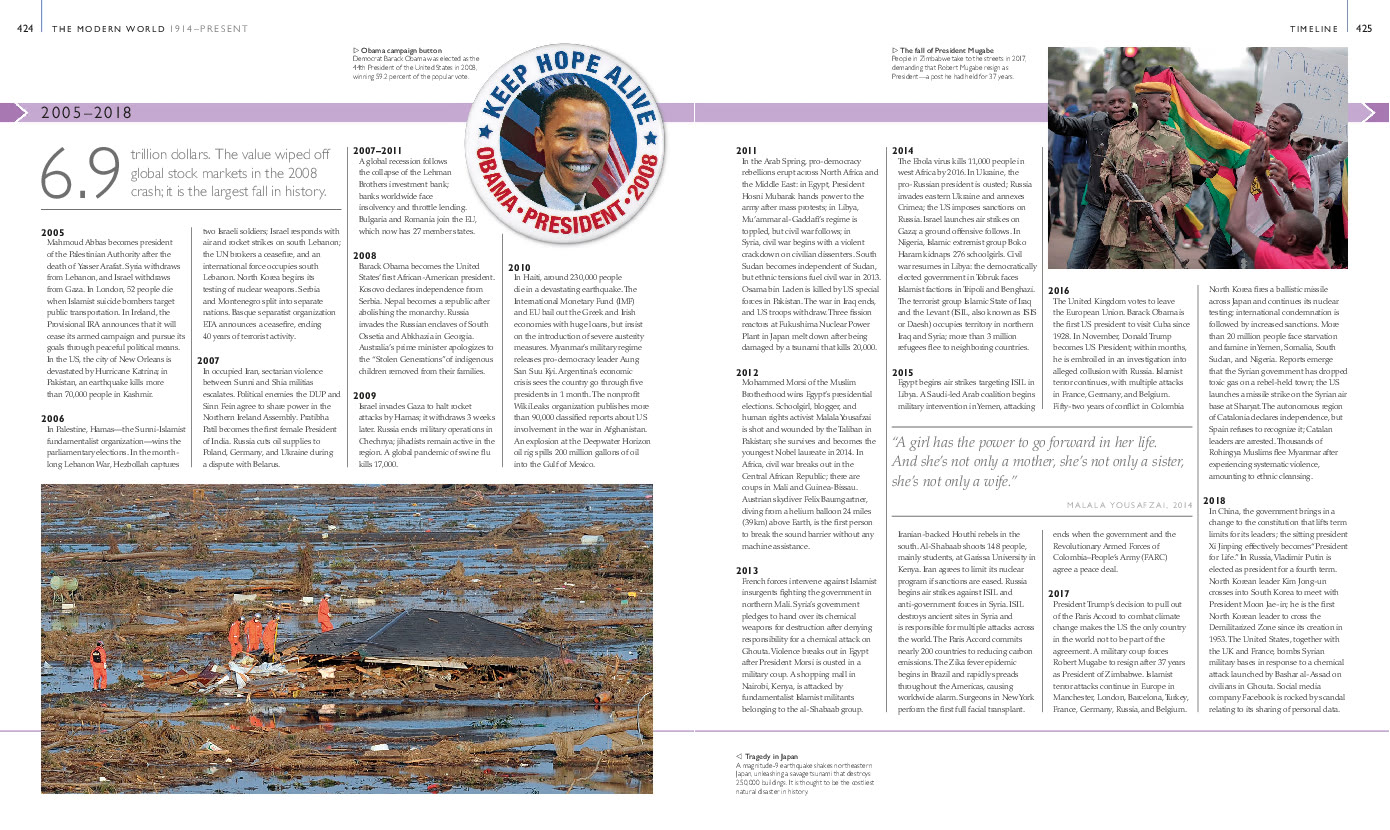 424
THE MODERN WORLD 1914–PRESENT
▷ Obama campaign button
Democrat Barack Obama was elected as the
44th President of the United States in 2008,
winning 59.2 percent of the popular vote.
KEEP HOPE ALIVE
OBAMA • PRESIDENT • 2008
2005–2018
6.9
trillion dollars. The value wiped off
global stock markets in the 2008
crash; it is the largest fall in history.
2005
Mahmoud Abbas becomes president
of the Palestinian Authority after the
death of Yasser Arafat. Syria withdraws
from Lebanon, and Israel withdraws
from Gaza. In London, 52 people die
when Islamist suicide bombers target
public transportation. In Ireland, the
Provisional IRA announces that it will
cease its armed campaign and pursue its
goals through peaceful political means.
In the US, the city of New Orleans is
devastated by Hurricane Katrina; in
Pakistan, an earthquake kills more
than 70,000 people in Kashmir.
2006
In Palestine, Hamas—the Sunni-Islamist
fundamentalist organization—wins the
parliamentary elections. In the month-
long Lebanon War, Hezbollah captures
two Israeli soldiers; Israel responds with
air and rocket strikes on south Lebanon;
the UN brokers a ceasefire, and an
international force occupies south
Lebanon. North Korea begins its
testing of nuclear weapons. Serbia
and Montenegro split into separate
nations. Basque separatist organization
ETA announces a ceasefire, ending
40 years of terrorist activity.
2007
In occupied Iran, sectarian violence
between Sunni and Shia militias
escalates. Political enemies the DUP and
Sinn Fein agree to share power in the
Northern Ireland Assembly. Pratibha
Patil becomes the first female President
of India. Russia cuts oil supplies to
Poland, Germany, and Ukraine during
a dispute with Belarus.
2007–2011
A global recession follows
the collapse of the Lehman
Brothers investment bank;
banks worldwide face
insolvency and throttle lending.
Bulgaria and Romania join the EU,
which now has 27 member states.
2008
Barack Obama becomes the United
States' first African-American president.
Kosovo declares independence from
Serbia. Nepal becomes a republic after
abolishing the monarchy. Russia
invades the Russian enclaves of South
Ossetia and Abkhazia in Georgia.
Australia's prime minister apologizes to
the "Stolen Generations" of indigenous
children removed from their families.
2009
Israel invades Gaza to halt rocket
attacks by Hamas; it withdraws 3 weeks
later. Russia ends military operations in
Chechnya; jihadists remain active in the
region. A global pandemic of swine flu
kills 17,000.
2010
In Haiti, around 230,000 people
die in a devastating earthquake. The
International Monetary Fund (IMF)
and EU bail out the Greek and Irish
economies with huge loans, but insist
on the introduction of severe austerity
measures. Myanmar's military regime
releases pro-democracy leader Aung
San Suu Kyi. Argentina's economic
crisis sees the country go through five
presidents in 1 month. The nonprofit
WikiLeaks organization publishes more
than 90,000 classified reports about US
involvement in the war in Afghanistan.
An explosion at the Deepwater Horizon
oil rig spills 200 million gallons of oil
into the Gulf of Mexico.
TIMELINE
425
▷ The fall of President Mugabe
People in Zimbabwe take to the streets in 2017,
demanding that Robert Mugabe resign as
President—a post he had held for 37 years.
MUGABE
MUST
NOW
2011
In the Arab Spring, pro-democracy
rebellions erupt across North Africa and
the Middle East: in Egypt, President
Hosni Mubarak hands power to the
army after mass protests; in Libya,
Mu'ammar al-Gaddafi's regime is
toppled, but civil war follows; in
Syria, civil war begins with a violent
crackdown on civilian dissenters. South
Sudan becomes independent of Sudan,
but ethnic tensions fuel civil war in 2013.
Osama bin Laden is killed by US special
forces in Pakistan. The war in Iraq ends,
and US troops withdraw. Three fission
reactors at Fukushima Nuclear Power
Plant in Japan melt down after being
damaged by a tsunami that kills 20,000.
2012
Mohammed Morsi of the Muslim
Brotherhood wins Egypt's presidential
elections. Schoolgirl, blogger, and
human rights activist Malala Yousafzai
is shot and wounded by the Taliban in
Pakistan; she survives and becomes the
youngest Nobel laureate in 2014. In
Africa, civil war breaks out in the
Central African Republic; there are
coups in Mali and Guinea-Bissau.
Austrian skydiver Felix Baumgartner,
diving from a helium balloon 24 miles
(39 km) above Earth, is the first person
to break the sound barrier without any
machine assistance.
2013
French forces intervene against Islamist
insurgents fighting the government in
northern Mali. Syria's government
pledges to hand over its chemical
weapons for destruction after denying
responsibility for a chemical attack on
Ghouta. Violence breaks out in Egypt
after President Morsi is ousted in a
military coup. A shopping mall in
Nairobi, Kenya, is attacked by
fundamentalist Islamist militants
belonging to the al-Shabaab group.
2014
The Ebola virus kills 11,000 people in
west Africa by 2016. In Ukraine, the
pro-Russian president is ousted; Russia
invades eastern Ukraine and annexes
Crimea; the US imposes sanctions on
Russia. Israel launches air strikes on
Gaza; a ground offensive follows. In
Nigeria, Islamic extremist group Boko
Haram kidnaps 276 schoolgirls. Civil
war resumes in Libya: the democratically
elected government in Tobruk faces
Islamist factions in Tripoli and Benghazi.
The terrorist group Islamic State of Iraq
and the Levant (ISIL, also known as ISIS
or Daesh) occupies territory in northern
Iraq and Syria; more than 3 million
refugees flee to neighboring countries.
2015
Egypt begins air strikes targeting ISIL in
Libya. A Saudi-led Arab coalition begins
military intervention in Yemen, attacking
"A girl has the power to go forward in her life.
And she's not only a mother, she's not only a sister,
she's not only a wife."
MALALA YOUSAFZAI, 2014
Iranian-backed Houthi rebels in the
south. Al-Shabaab shoots 148 people,
mainly students, at Garissa University in
Kenya. Iran agrees to limit its nuclear
program if sanctions are eased. Russia
begins air strikes against ISIL and
anti-government forces in Syria. ISIL
destroys ancient sites in Syria and
is responsible for multiple attacks across
the world. The Paris Accord commits
nearly 200 countries to reducing carbon
emissions. The Zika fever epidemic
begins in Brazil and rapidly spreads
throughout the Americas, causing
worldwide alarm. Surgeons in New York
perform the first full facial transplant.
2016
The United Kingdom votes to leave
the European Union. Barack Obama is
the first US president to visit Cuba since
1928. In November, Donald Trump
becomes US President; within months,
he is embroiled in an investigation into
alleged collusion with Russia. Islamist
terror continues, with multiple attacks
in France, Germany, and Belgium.
Fifty-two years of conflict in Colombia
ends when the government and the
Revolutionary Armed Forces of
Colombia–People's Army (FARC)
agree a peace deal.
2017
President Trump's decision to pull out
of the Paris Accord to combat climate
change makes the US the only country
in the world not to be part of the
agreement. A military coup forces
Robert Mugabe to resign after 37 years
as President of Zimbabwe. Islamist
terror attacks continue in Europe in
Manchester, London, Barcelona, Turkey,
France, Germany, Russia, and Belgium.
North Korea fires a ballistic missile
across Japan and continues its nuclear
testing; international condemnation is
followed by increased sanctions. More
than 20 million people face starvation
and famine in Yemen, Somalia, South
Sudan, and Nigeria. Reports emerge
that the Syrian government has dropped
toxic gas on a rebel-held town; the US
launches a missile strike on the Syrian air
base at Sharyat. The autonomous region
of Catalonia declares independence, but
Spain refuses to recognize it; Catalan
leaders are arrested. Thousands of
Rohingya Muslims flee Myanmar after
experiencing systematic violence,
amounting to ethnic cleansing.
2018
In China, the government brings in a
change to the constitution that lifts term
limits for its leaders; the sitting president
Xi Jinping effectively becomes "President
for Life." In Russia, Vladimir Putin is
elected as president for a fourth term.
North Korean leader Kim Jong-un
crosses into South Korea to meet with
President Moon Jae-in; he is the first
North Korean leader to cross the
Demilitarized Zone since its creation in
1953. The United States, together with
the UK and France, bombs Syrian
military bases in response to a chemical
attack launched by Bashar al-Assad on
civilians in Ghouta. Social media
company Facebook is rocked by scandal
relating to its sharing of personal data.
◁ Tragedy in Japan
A magnitude-9 earthquake shakes northeastern
Japan, unleashing a savage tsunami that destroys
250,000 buildings. It is thought to be the costliest
natural disaster in history.